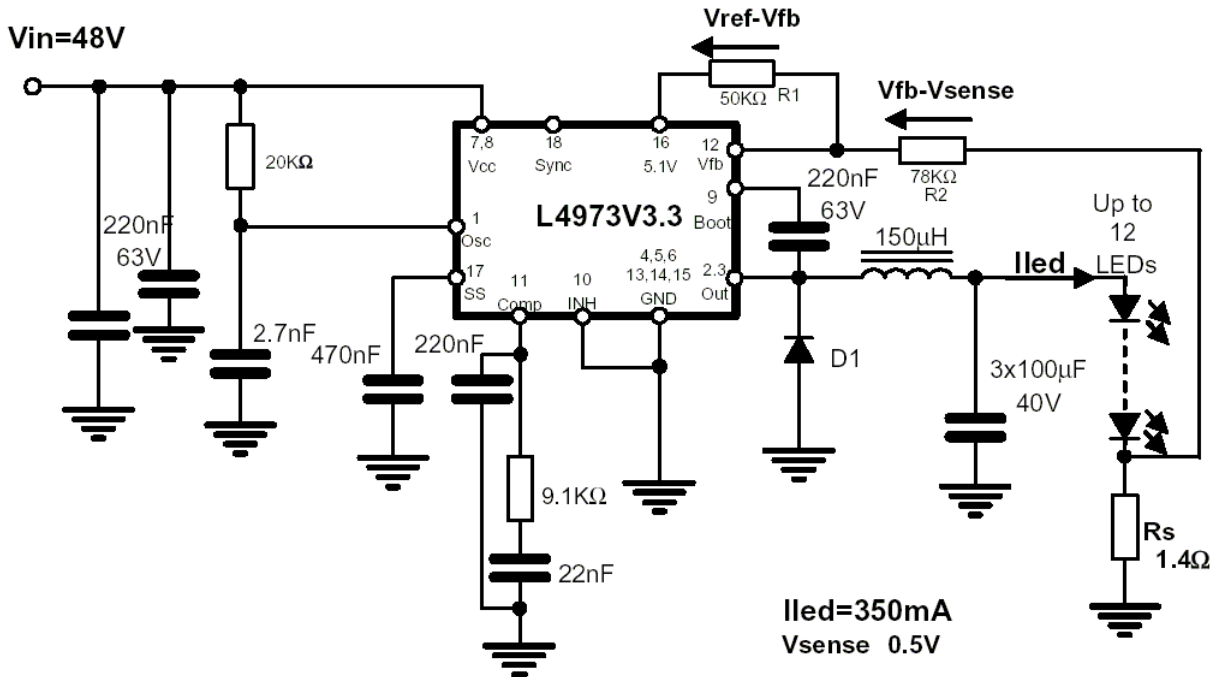 Vref-Vfb
Vin=48V
50KΩ R1
Vfb-Vsense
7,8
Vcc
18
Sync
16
5.1V
12
Vfb
78KΩ
R2
20KΩ
220nF
63V
9
Boot
L4973V3.3
1
Osc
220nF
63V
150µH
Up to
12
LEDs
Iled
17
SS
11
Comp
10
INH
4,5,6
13,14,15
GND
2.3
Out
2.7nF
470nF
220nF
D1
3x100µF
40V
9.1KΩ
22nF
Rs
1.4Ω
Iled=350mA
Vsense 0.5V